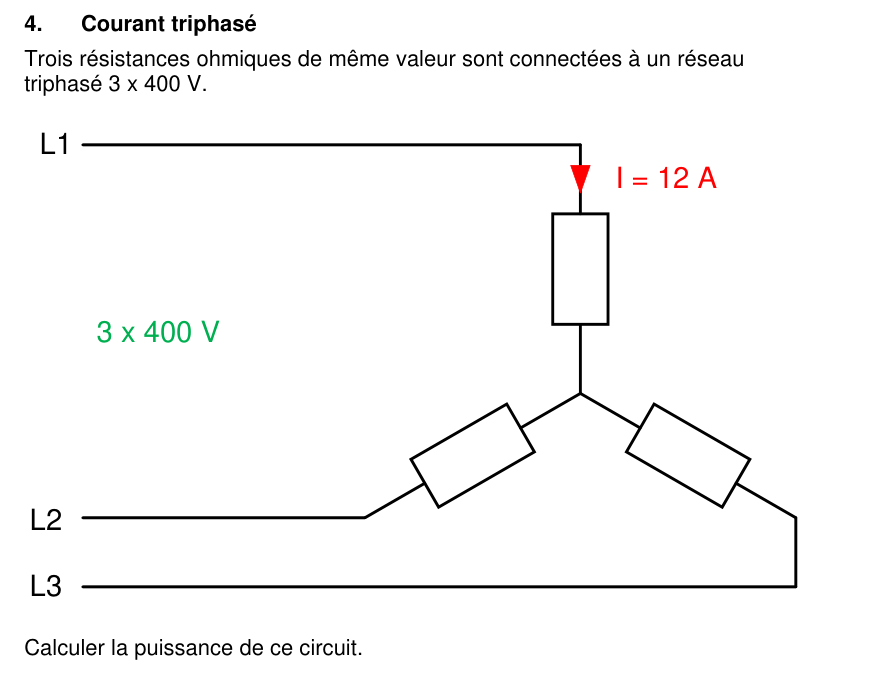 4. Courant triphasé
Trois résistances ohmiques de même valeur sont connectées à un réseau
triphasé 3 x 400 V.
L1
I = 12 A
3 x 400 V
L2
L3
Calculer la puissance de ce circuit.